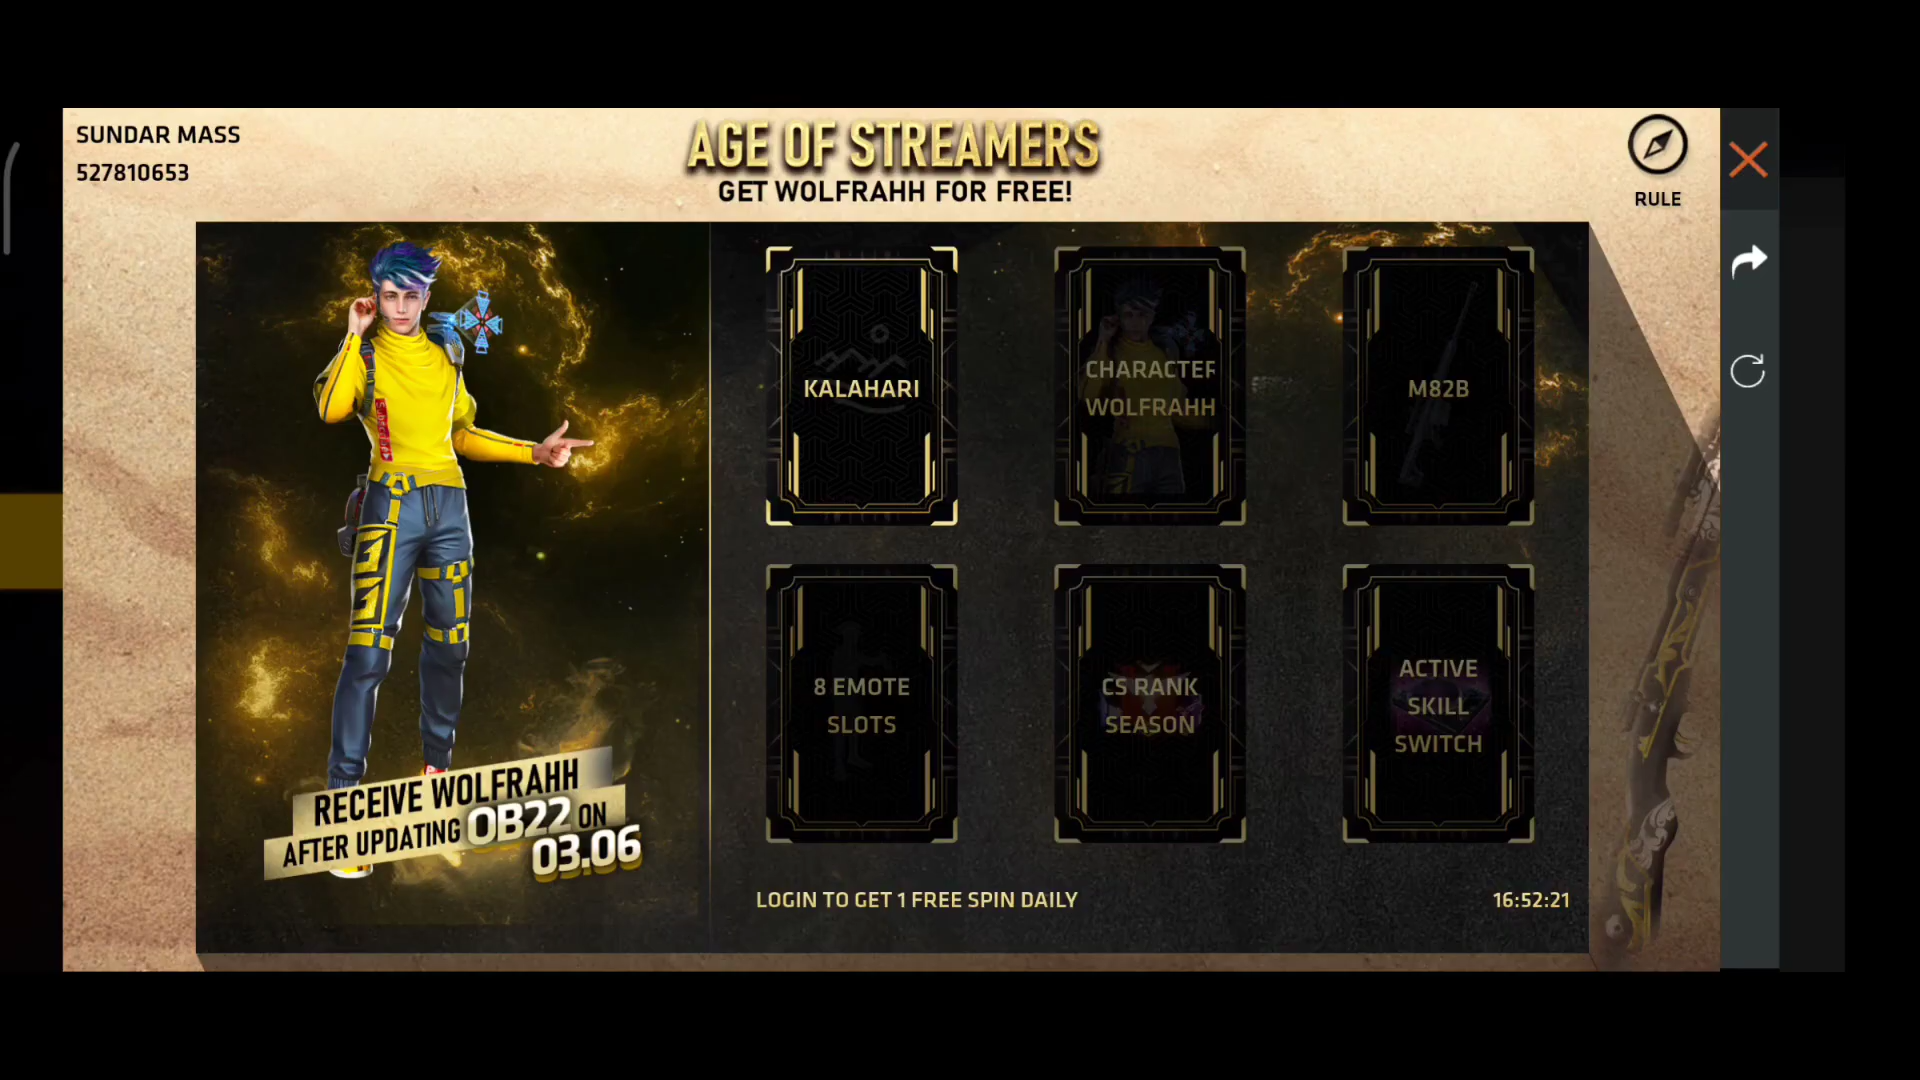 SUNDAR MASS
527810653
AGE OF STREAMERS
GET WOLFRAHH FOR FREE!
RULE
KALAHARI
CHARACTER
WOLFRAHH
M82B
8 EMOTE
SLOTS
CS RANK
SEASON
ACTIVE
SKILL
SWITCH
RECEIVE WOLFRAHH
AFTER UPDATING OB22 ON
03.06
LOGIN TO GET 1 FREE SPIN DAILY
16:52:21